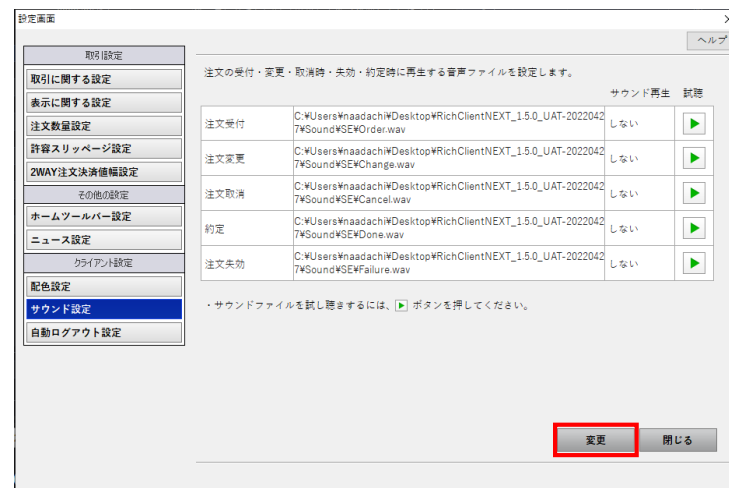 設定画面
ヘルプ
取引設定
取引に関する設定
表示に関する設定
注文数量設定
許容スリッページ設定
2WAY注文決済値幅設定
その他の設定
ホームツールバー設定
ニュース設定
クライアント設定
配色設定
サウンド設定
自動ログアウト設定
注文の受付・変更・取消時・失効・約定時に再生する音声ファイルを設定します。
サウンド再生 試聴
注文受付 C:¥Users¥naadachi¥Desktop¥RichClientNEXT_1.5.0_UAT-2022042 しない
7¥Sound¥SE¥Order.wav
注文変更 C:¥Users¥naadachi¥Desktop¥RichClientNEXT_1.5.0_UAT-2022042 しない
7¥Sound¥SE¥Change.wav
注文取消 C:¥Users¥naadachi¥Desktop¥RichClientNEXT_1.5.0_UAT-2022042 しない
7¥Sound¥SE¥Cancel.wav
約定 C:¥Users¥naadachi¥Desktop¥RichClientNEXT_1.5.0_UAT-2022042 しない
7¥Sound¥SE¥Done.wav
注文失効 C:¥Users¥naadachi¥Desktop¥RichClientNEXT_1.5.0_UAT-2022042 しない
7¥Sound¥SE¥Failure.wav
・サウンドファイルを試し聴きするには、 ボタンを押してください。
変更 閉じる